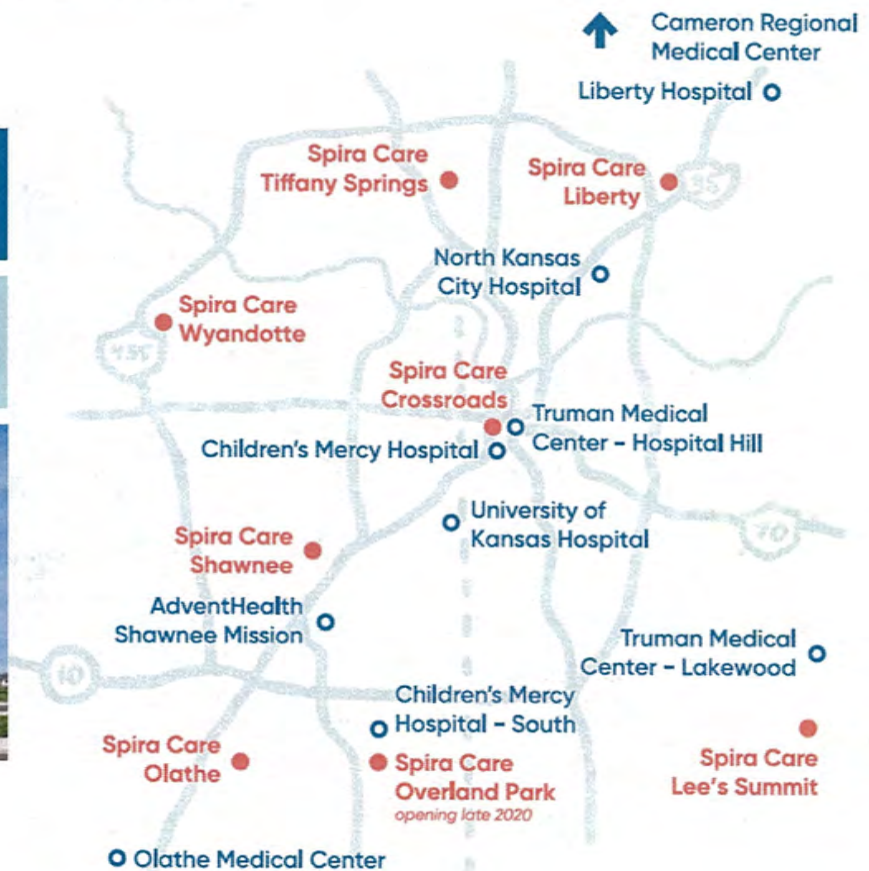 Cameron Regional
Medical Center
Liberty Hospital
Spira Care
Tiffany Springs
Spira Care
Liberty
35
North Kansas
City Hospital
Spira Care
Wyandotte
435
Spira Care
Crossroads
Truman Medical
Center – Hospital Hill
Children's Mercy Hospital
University of
Kansas Hospital
70
Spira Care
Shawnee
AdventHealth
Shawnee Mission
Truman Medical
Center – Lakewood
10
Children's Mercy
Hospital – South
Spira Care
Olathe
Spira Care
Overland Park
opening late 2020
Spira Care
Lee's Summit
Olathe Medical Center